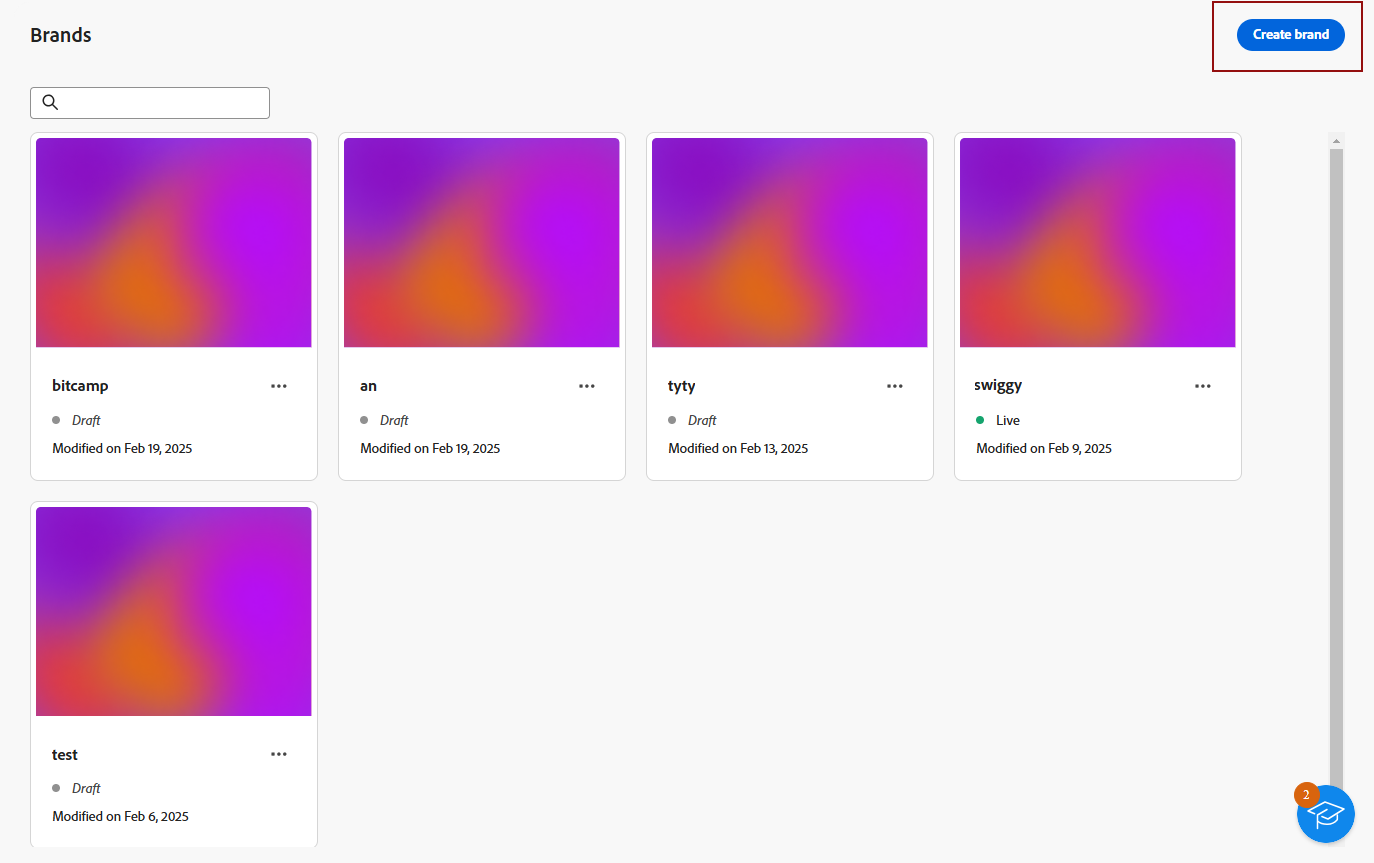 Brands
Create brand
bitcamp
Draft
Modified on Feb 19, 2025
an
Draft
Modified on Feb 19, 2025
tyty
Draft
Modified on Feb 13, 2025
swiggy
Live
Modified on Feb 9, 2025
test
Draft
Modified on Feb 6, 2025
2